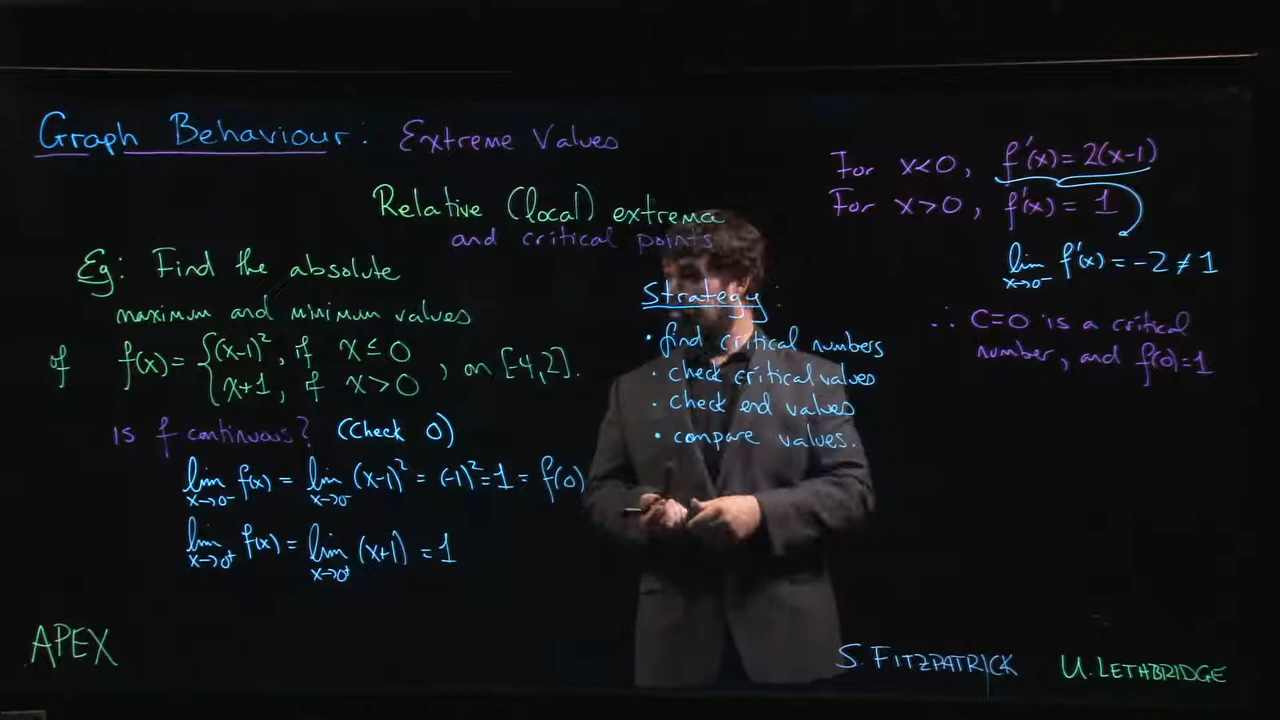 Graph Behaviour: Extreme Values
Relative (local) extrema
and critical points
Eg: Find the absolute
maximum and minimum values
of f(x) = { (x-1)², if x ≤ 0
x+1, if x > 0 , on [-4,2].
Is f continuous? (Check 0)
lim x→0⁻ f(x) = lim x→0⁻ (x-1)² = (-1)² = 1 = f(0)
lim x→0⁺ f(x) = lim x→0⁺ (x+1) = 1
Strategy:
• find critical numbers
• check critical values
• check end values
• compare values.
For x<0, f'(x) = 2(x-1)
For x>0, f'(x) = 1
lim x→0⁻ f'(x) = -2 ≠ 1
∴ C=0 is a critical
number, and f(0)=1
APEX
S. FITZPATRICK
U. LETHBRIDGE